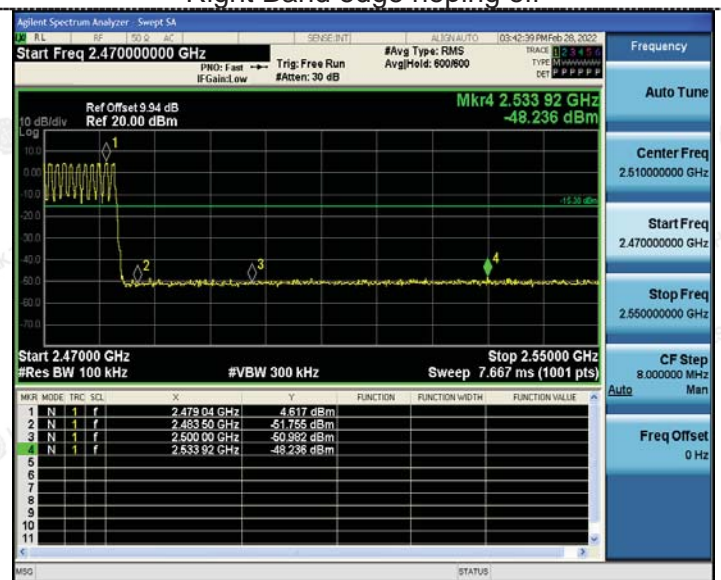 Right Band edge hoping off
Agilent Spectrum Analyzer - Swept SA
RL RF 50 Ω AC SENSE:INT ALIGNAUTO 03:42:39 PMFeb 28, 2022
Start Freq 2.470000000 GHz
PNO: Fast
IFGain:Low
Trig: Free Run
#Atten: 30 dB
#Avg Type: RMS
Avg|Hold: 600/600
TRACE 1 2 3 4 5 6
TYPE MWWWWW
DET P P P P P P
Frequency
Auto Tune
Center Freq
2.510000000 GHz
Start Freq
2.470000000 GHz
Stop Freq
2.550000000 GHz
CF Step
8.000000 MHz
Auto Man
Freq Offset
0 Hz
Ref Offset 9.94 dB
10 dB/div Ref 20.00 dBm
Mkr4 2.533 92 GHz
-48.236 dBm
Log
10.0
0.00
-10.0
-20.0
-30.0
-40.0
-50.0
-60.0
-70.0
1
2
3
4
Start 2.47000 GHz Stop 2.55000 GHz
#Res BW 100 kHz #VBW 300 kHz Sweep 7.667 ms (1001 pts)
MKR MODE TRC SCL X Y FUNCTION FUNCTION WIDTH FUNCTION VALUE
1 N 1 f 2.479 04 GHz 4.617 dBm
2 N 1 f 2.483 50 GHz -51.755 dBm
3 N 1 f 2.500 00 GHz -50.982 dBm
4 N 1 f 2.533 92 GHz -48.236 dBm
5
6
7
8
9
10
11
MSG STATUS